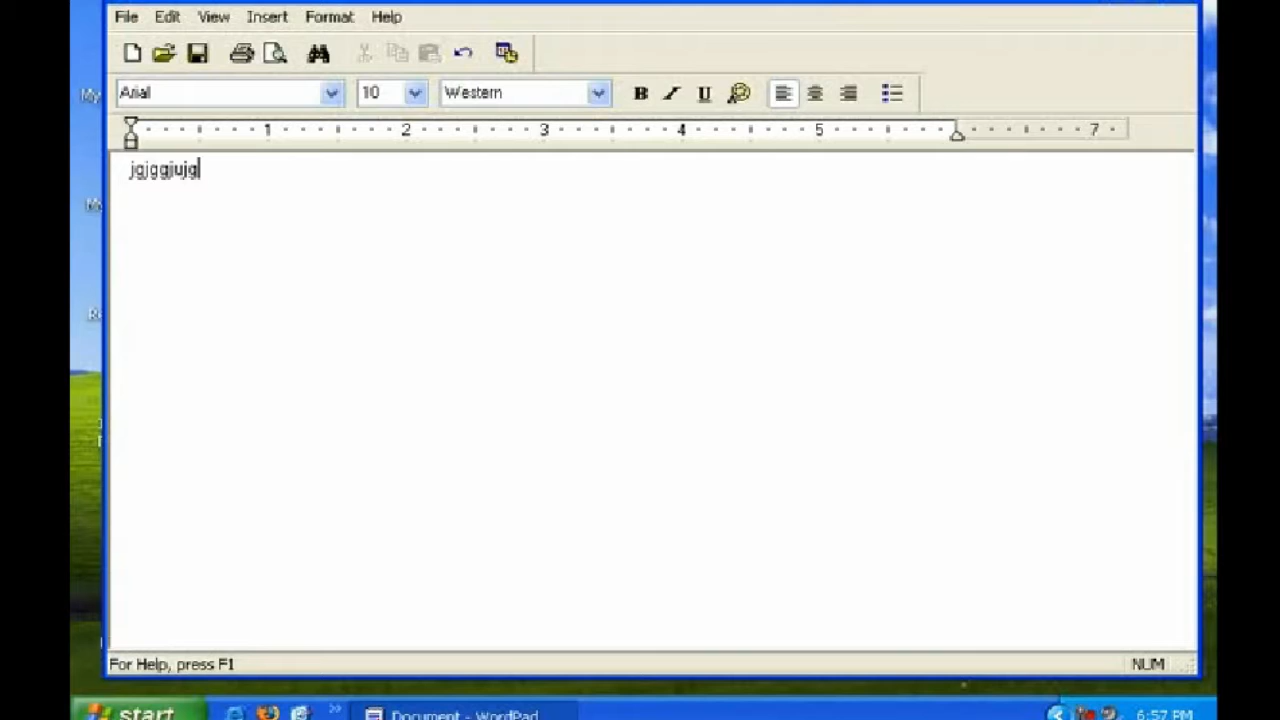 File Edit View Insert Format Help
Arial 10 Western B I U
1 2 3 4 5 7
jgjggjujg
For Help, press F1 NUM
start Document - WordPad 6:57 PM